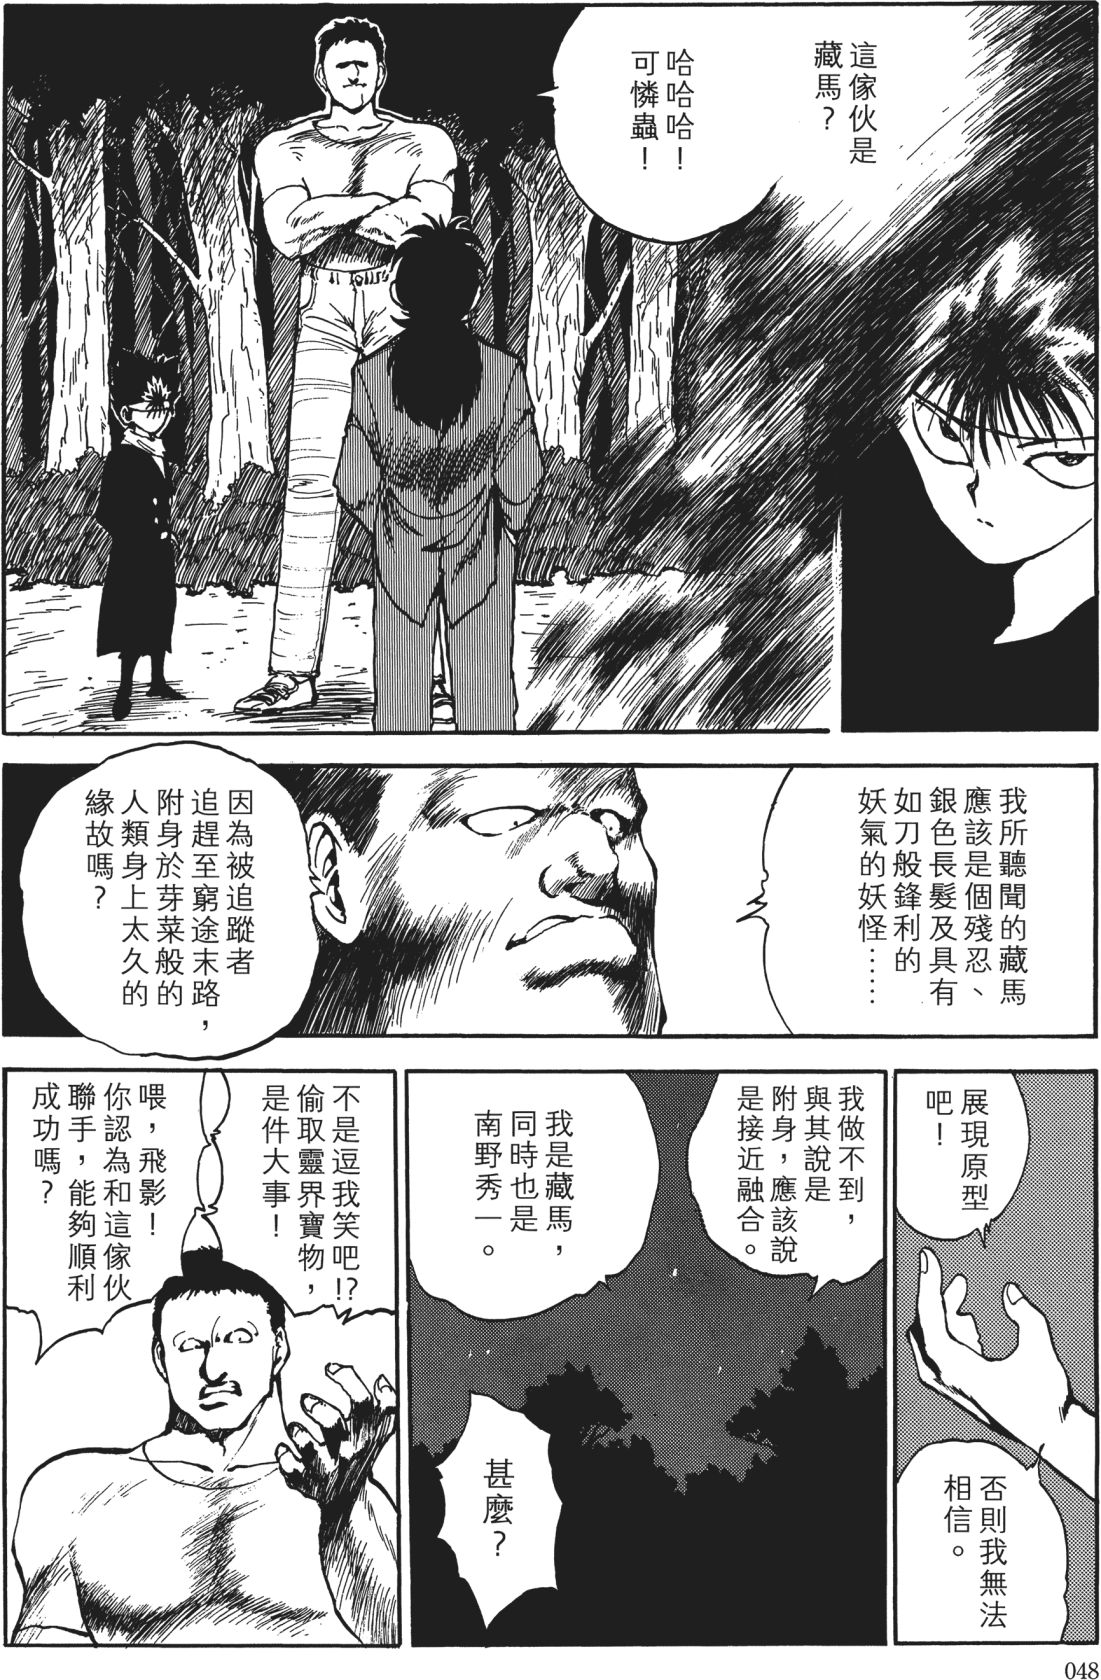 這傢伙是
藏馬？
哈哈哈！
可憐蟲！
我所聽聞的藏馬
應該是個殘忍、
銀色長髮及具有
如刀般鋒利的
妖氣的妖怪……
因為被追蹤者
追趕至窮途末路，
附身於芽菜般的
人類身上太久的
緣故嗎？
展現原型
吧！
否則我無法
相信。
我做不到，
與其說是
附身，應該說
是接近融合。
我是藏馬，
同時也是
南野秀一。
甚麼？
不是逗我笑吧!?
偷取靈界寶物，
是件大事！
喂，飛影！
你認為和這傢伙
聯手，能夠順利
成功嗎？
048